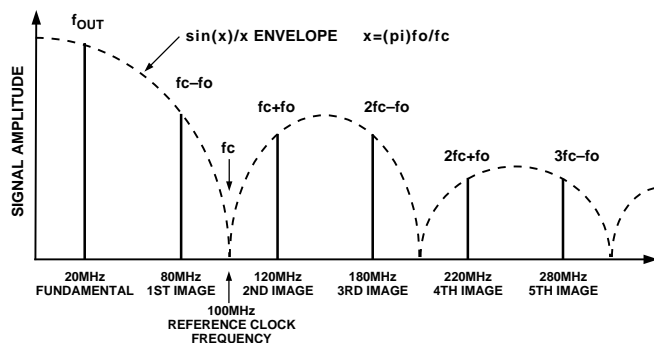 fOUT
sin(x)/x ENVELOPE x=(pi)fo/fc
fc–fo
fc+fo
2fc–fo
fc
2fc+fo
3fc–fo
SIGNAL AMPLITUDE
20MHz
FUNDAMENTAL
80MHz
1ST IMAGE
120MHz
2ND IMAGE
180MHz
3RD IMAGE
220MHz
4TH IMAGE
280MHz
5TH IMAGE
100MHz
REFERENCE CLOCK
FREQUENCY